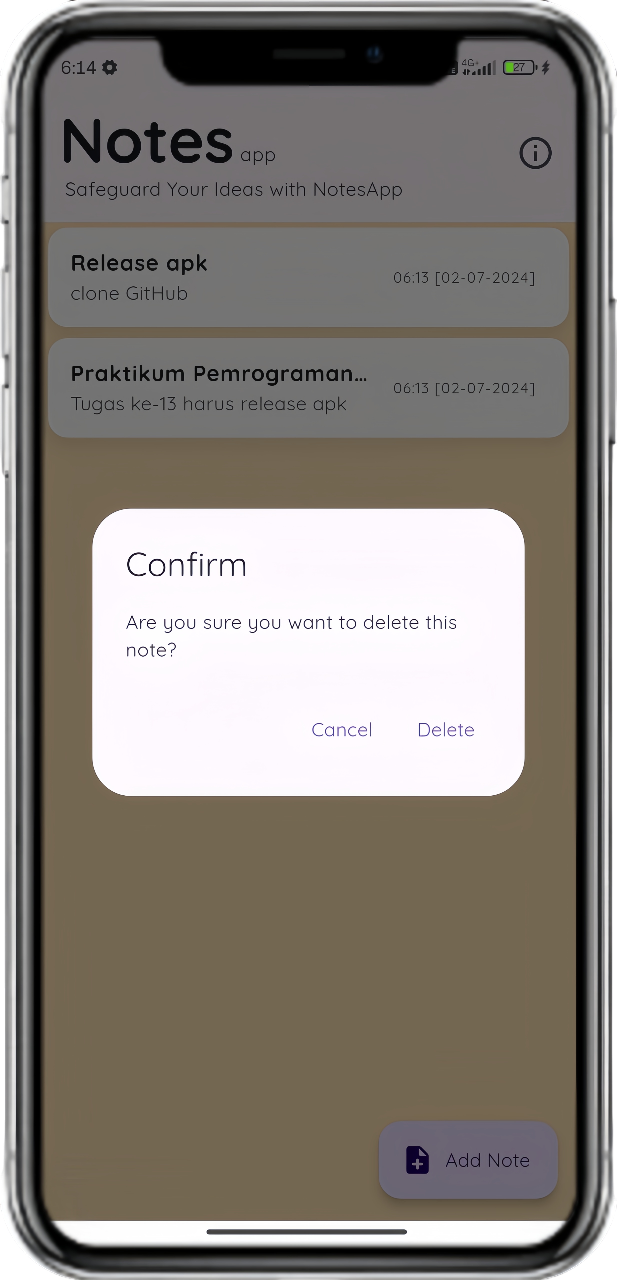 6:14
4G+
27
Notes app
Safeguard Your Ideas with NotesApp
Release apk
06:13 [02-07-2024]
clone GitHub
Praktikum Pemrograman...
06:13 [02-07-2024]
Tugas ke-13 harus release apk
Confirm
Are you sure you want to delete this
note?
Cancel Delete
Add Note